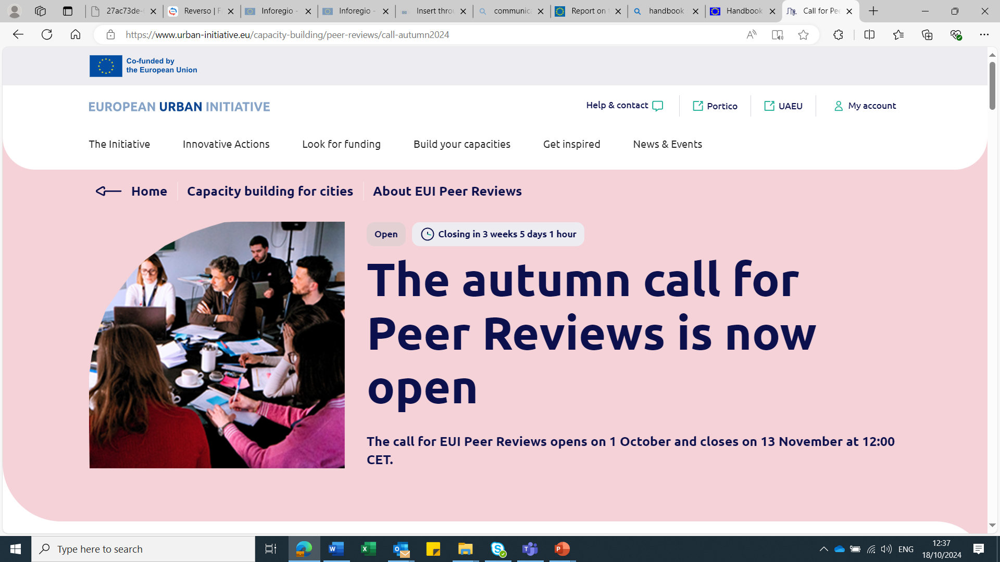 27ac73de-
Reverso | F
Inforegio -
Inforegio -
Insert thro
communic
Report on
handbook
Handbook
Call for Pe
https://www.urban-initiative.eu/capacity-building/peer-reviews/call-autumn2024
Co-funded by
the European Union
EUROPEAN URBAN INITIATIVE
Help & contact
Portico
UAEU
My account
The Initiative
Innovative Actions
Look for funding
Build your capacities
Get inspired
News & Events
Home
Capacity building for cities
About EUI Peer Reviews
Open
Closing in 3 weeks 5 days 1 hour
The autumn call for
Peer Reviews is now
open
The call for EUI Peer Reviews opens on 1 October and closes on 13 November at 12:00
CET.
Type here to search
ENG
12:37
18/10/2024